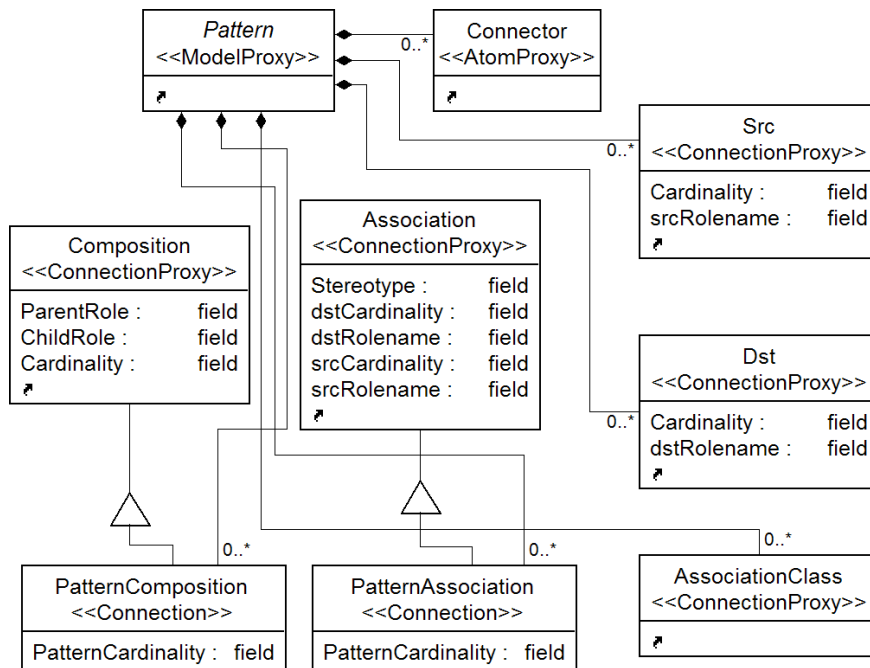 Pattern
<<ModelProxy>>
Connector
<<AtomProxy>>
0..*
Src
<<ConnectionProxy>>
Cardinality : field
srcRolename : field
0..*
Association
<<ConnectionProxy>>
Stereotype : field
dstCardinality : field
dstRolename : field
srcCardinality : field
srcRolename : field
Composition
<<ConnectionProxy>>
ParentRole : field
ChildRole : field
Cardinality : field
Dst
<<ConnectionProxy>>
Cardinality : field
dstRolename : field
0..*
0..*
0..*
0..*
PatternComposition
<<Connection>>
PatternCardinality : field
PatternAssociation
<<Connection>>
PatternCardinality : field
AssociationClass
<<ConnectionProxy>>